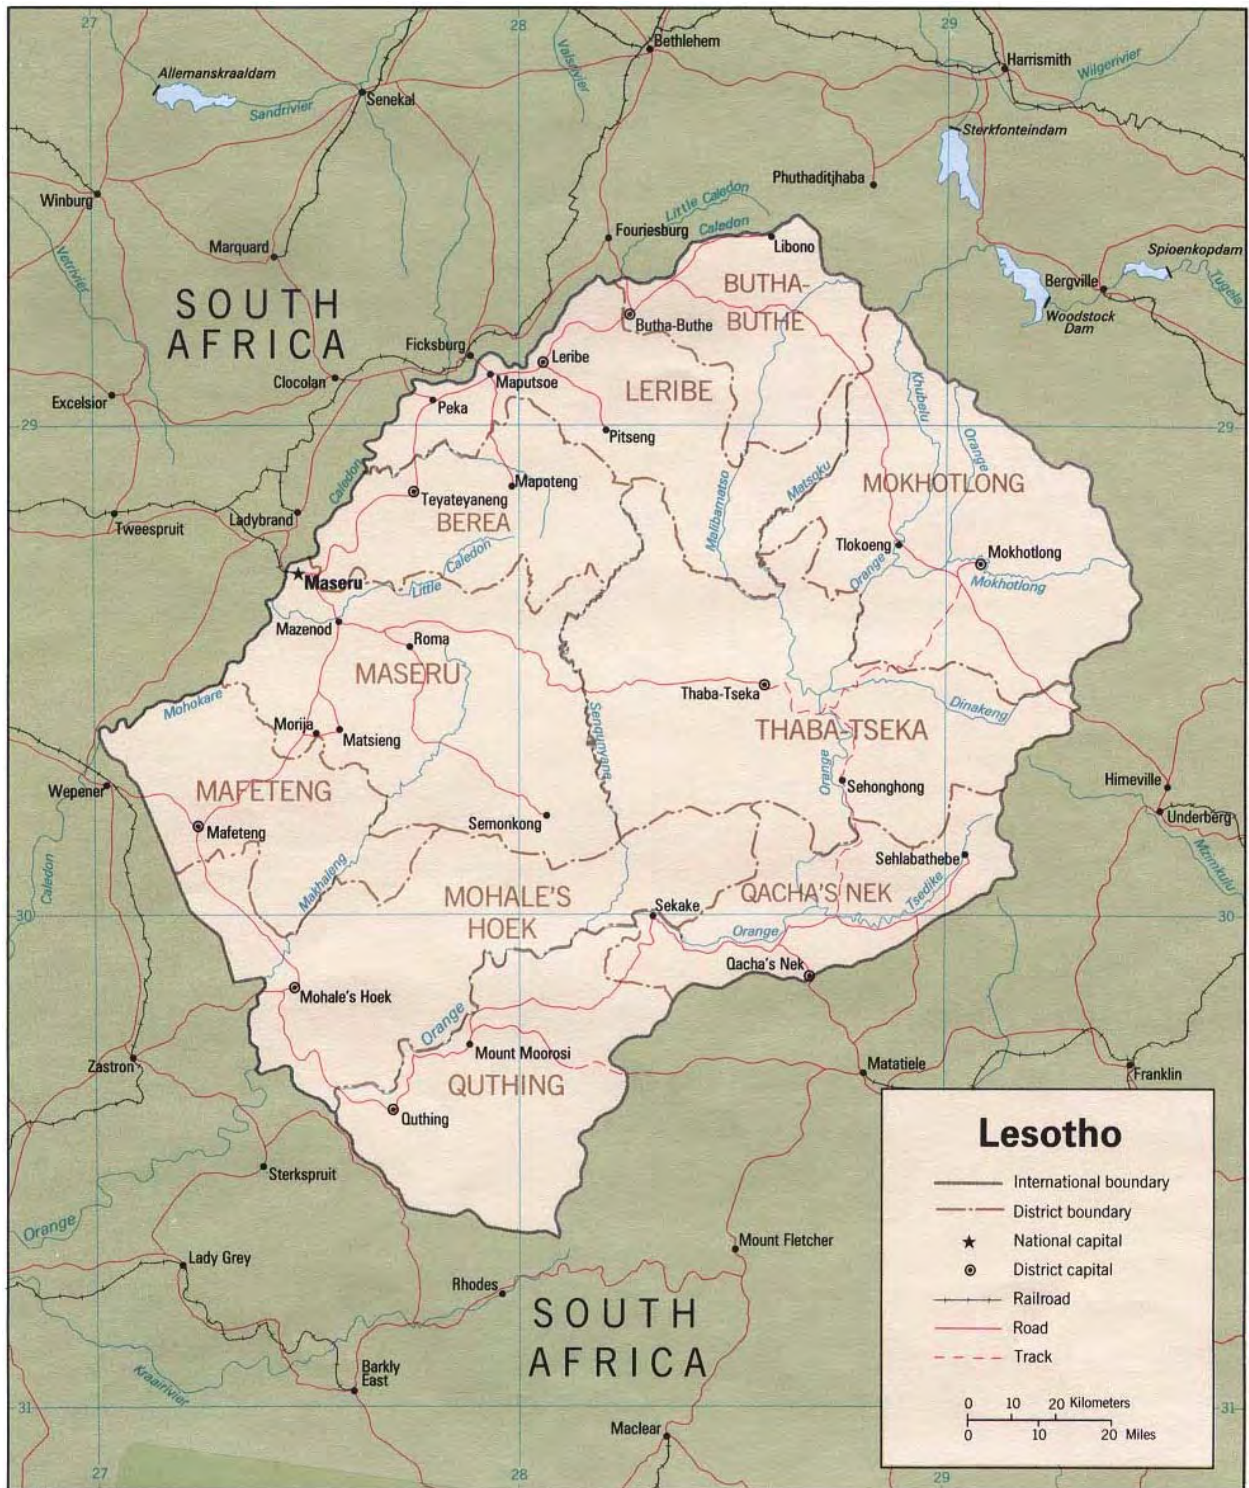 27
28
29
Bethlehem
Harrismith
Wilgerivier
Valsrivier
Allemanskraaldam
Sandrivier
Senekal
Sterkfonteindam
Phuthaditjhaba
Winburg
Little Caledon
Fouriesburg
Caledon
Libono
Marquard
Vetrivier
Spioenkopdam
Bergville
Tugela
Woodstock
Dam
SOUTH
AFRICA
BUTHA-
BUTHE
Butha-Buthe
Ficksburg
Leribe
Clocolan
Maputsoe
LERIBE
Khubelu
Excelsior
Peka
29
Pitseng
Orange
29
Caledon
Mapoteng
Malibamatso
Matsoku
MOKHOTLONG
Teyateyaneng
BEREA
Tweespruit
Ladybrand
Tlokoeng
Mokhotlong
Little Caledon
Orange
Mokhotlong
Maseru
Mazenod
Roma
MASERU
Thaba-Tseka
Mohokare
Senqunyane
Dinakeng
Morija
Matsieng
THABA-TSEKA
Orange
Sehonghong
Himeville
Wepener
MAFETENG
Mafeteng
Semonkong
Underberg
Caledon
Makhaleng
Sehlabathebe
Mzimkulu
MOHALE'S
HOEK
QACHA'S NEK
Tsedike
30
Sekake
Orange
Qacha's Nek
Mohale's Hoek
Orange
Mount Moorosi
Zastron
QUTHING
Matatiele
Franklin
Quthing
Sterkspruit
Orange
Lady Grey
Mount Fletcher
Rhodes
SOUTH
AFRICA
Kraairivier
Barkly
East
Maclear
31
31
27
28
29
Lesotho
International boundary
District boundary
National capital
District capital
Railroad
Road
Track
0 10 20 Kilometers
0 10 20 Miles